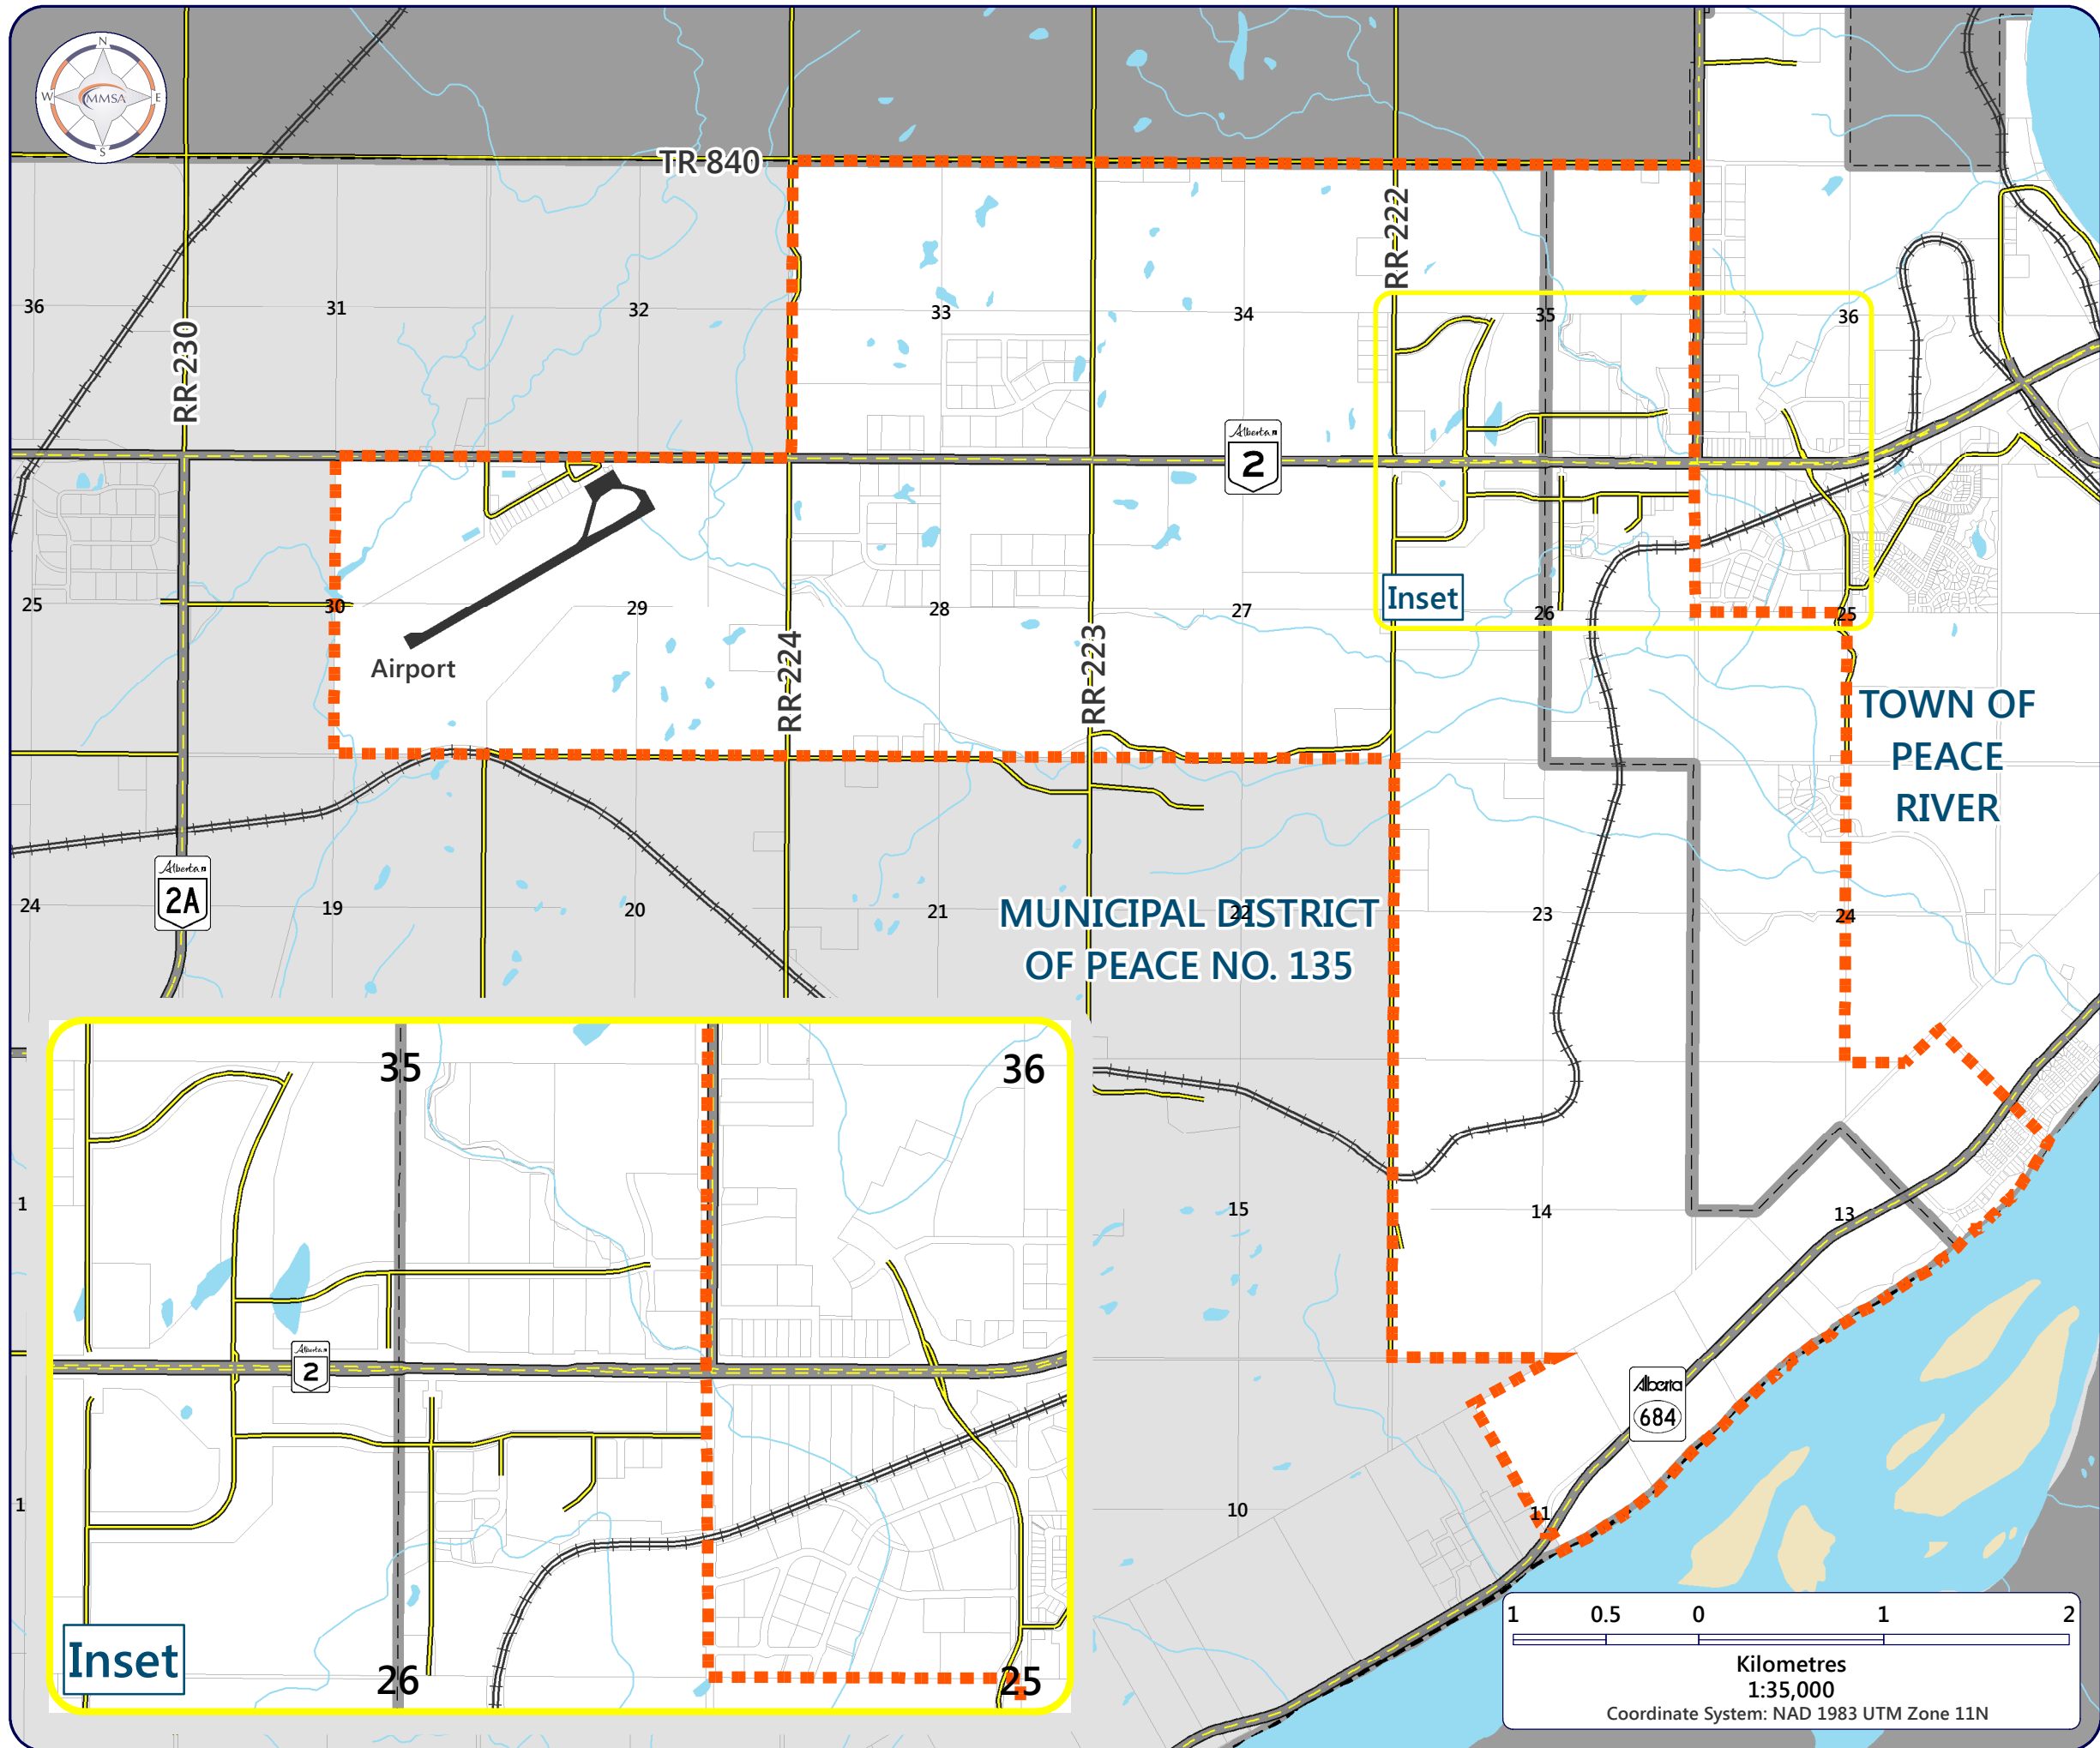 N
W MMSA E
S
TR 840
RR 222
36
31
32
33
34
35
36
RR 230
Alberta
2
Inset
25
30
29
28
27
26
25
Airport
RR 224
RR 223
TOWN OF
PEACE
RIVER
Alberta
2A
24
19
20
21
22
23
24
MUNICIPAL DISTRICT
OF PEACE NO. 135
35
36
1
15
14
13
Alberta
2
Alberta
684
1
10
11
Inset
26
25
1 0.5 0 1 2
Kilometres
1:35,000
Coordinate System: NAD 1983 UTM Zone 11N